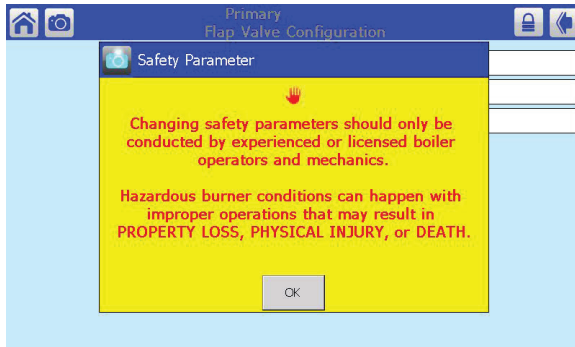 Primary
Flap Valve Configuration
Safety Parameter
Changing safety parameters should only be
conducted by experienced or licensed boiler
operators and mechanics.
Hazardous burner conditions can happen with
improper operations that may result in
PROPERTY LOSS, PHYSICAL INJURY, or DEATH.
OK